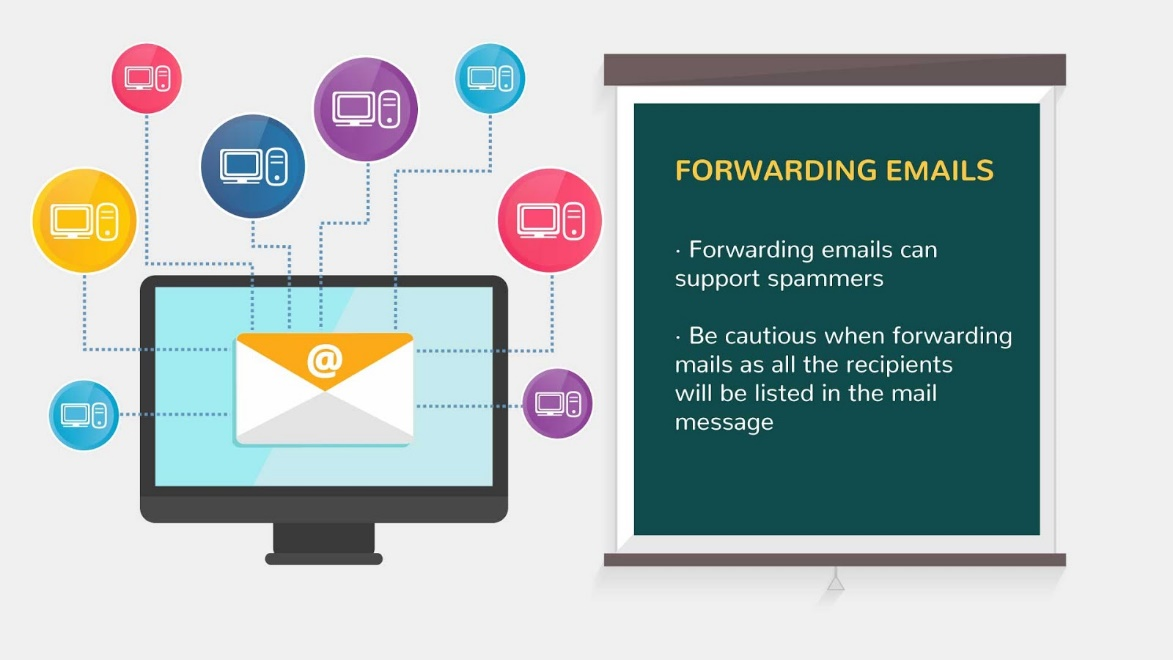 @
FORWARDING EMAILS
· Forwarding emails can
support spammers
· Be cautious when forwarding
mails as all the recipients
will be listed in the mail
message